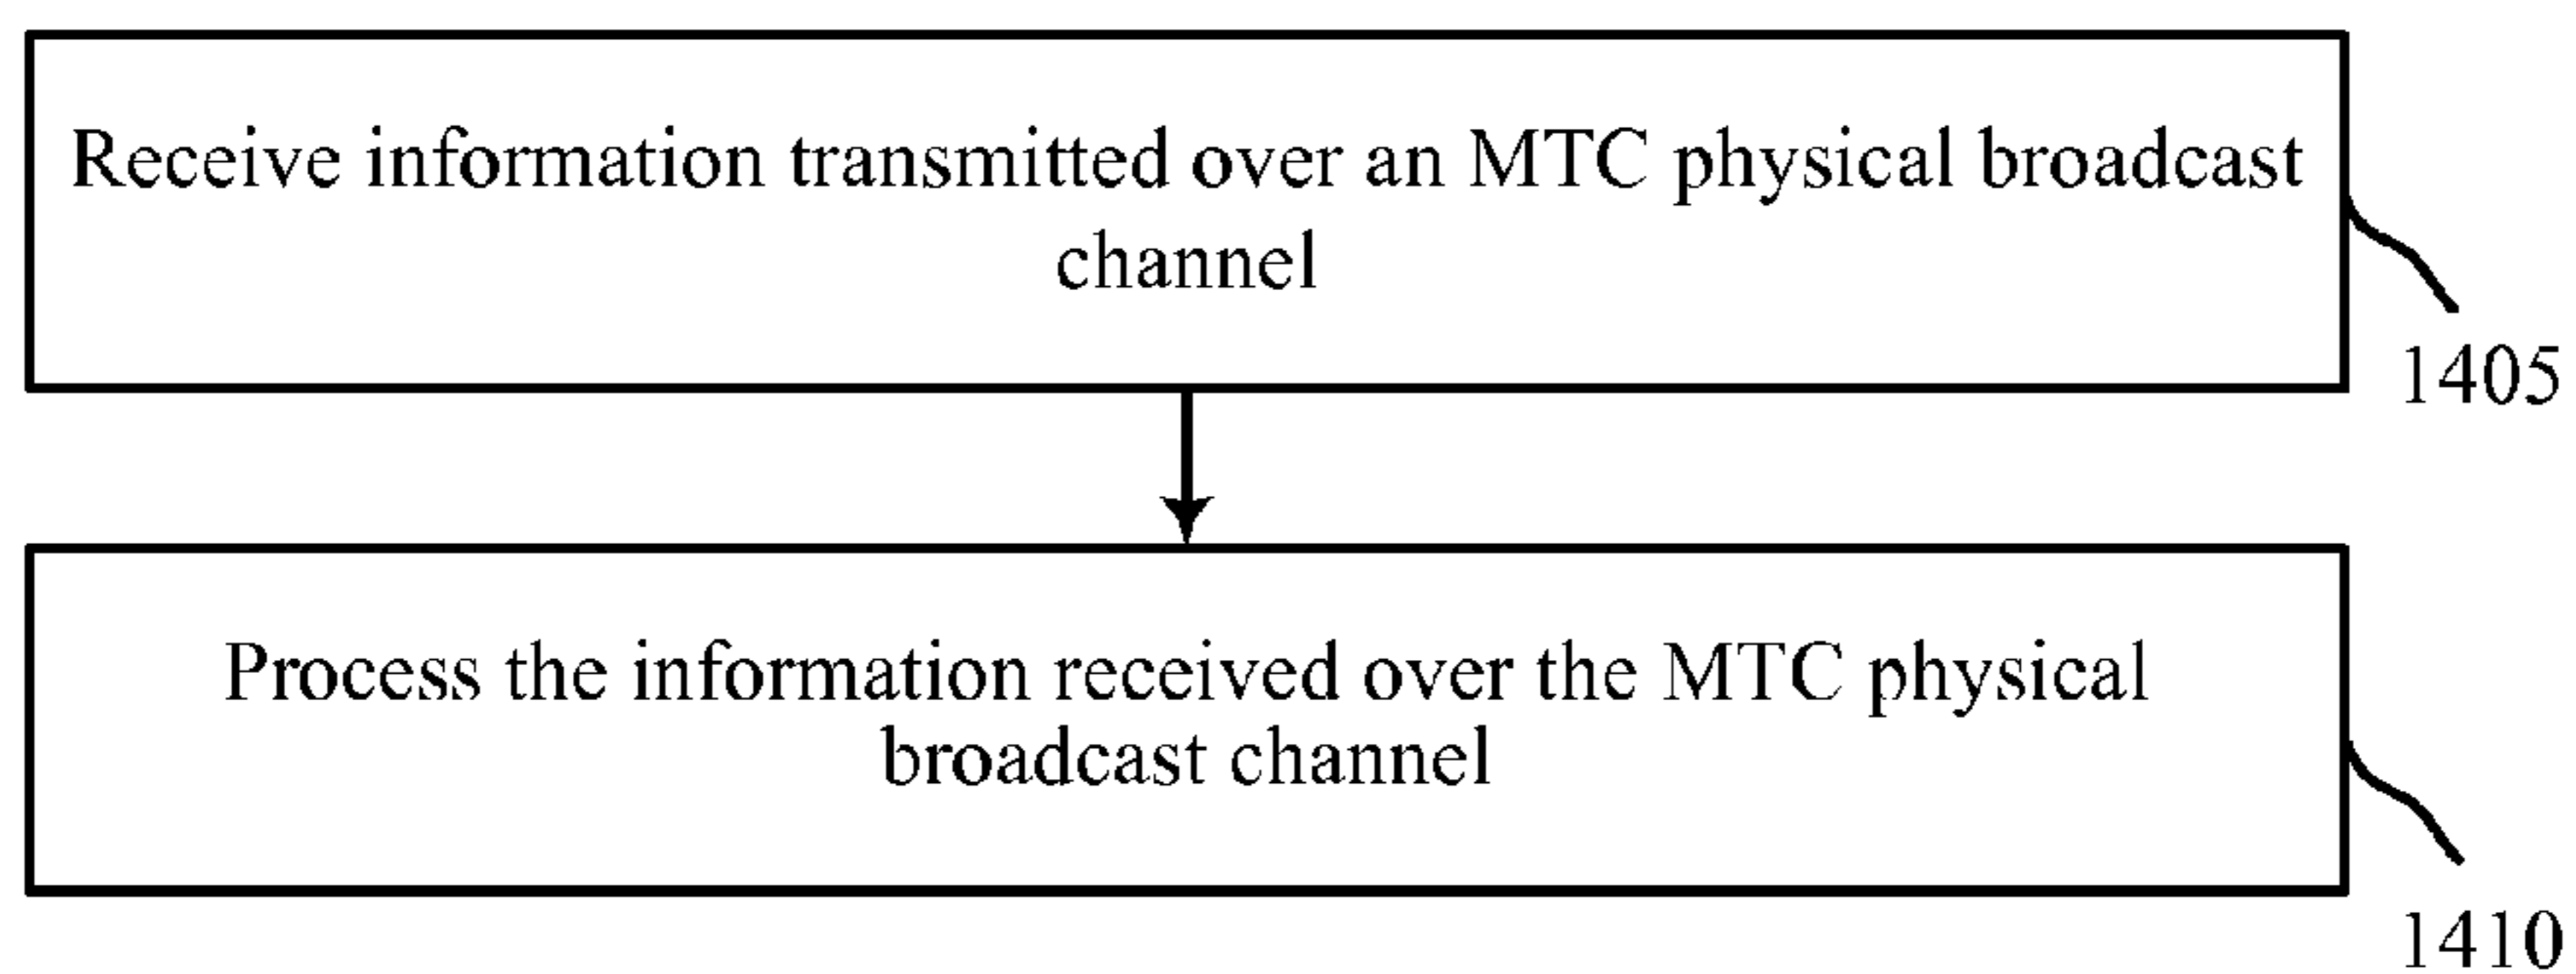 Receive information transmitted over an MTC physical broadcast
channel
1405
Process the information received over the MTC physical
broadcast channel
1410